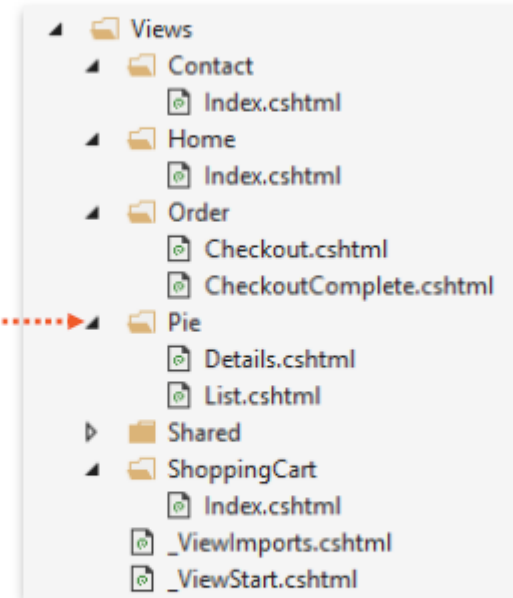 Views
Contact
Index.cshtml
Home
Index.cshtml
Order
Checkout.cshtml
CheckoutComplete.cshtml
Pie
Details.cshtml
List.cshtml
Shared
ShoppingCart
Index.cshtml
_ViewImports.cshtml
_ViewStart.cshtml